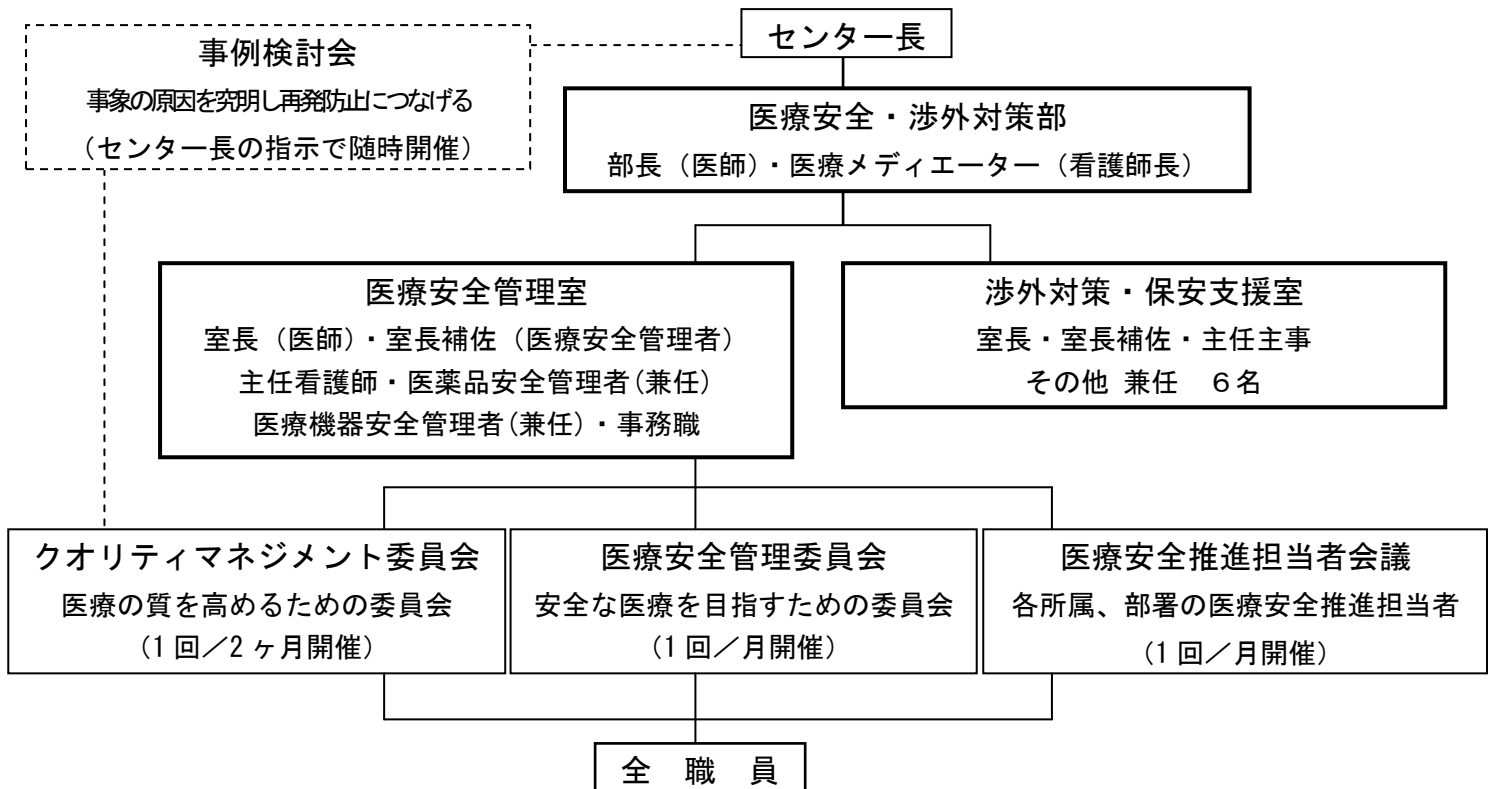 センター長
事例検討会
事象の原因を究明し再発防止につなげる
（センター長の指示で随時開催）
医療安全・渉外対策部
部長（医師）・医療メディエーター（看護師長）
医療安全管理室
室長（医師）・室長補佐（医療安全管理者）
主任看護師・医薬品安全管理者(兼任)
医療機器安全管理者(兼任)・事務職
渉外対策・保安支援室
室長・室長補佐・主任主事
その他 兼任　６名
クオリティマネジメント委員会
医療の質を高めるための委員会
（1回／2ヶ月開催）
医療安全管理委員会
安全な医療を目指すための委員会
（1回／月開催）
医療安全推進担当者会議
各所属、部署の医療安全推進担当者
（1回／月開催）
全　職　員